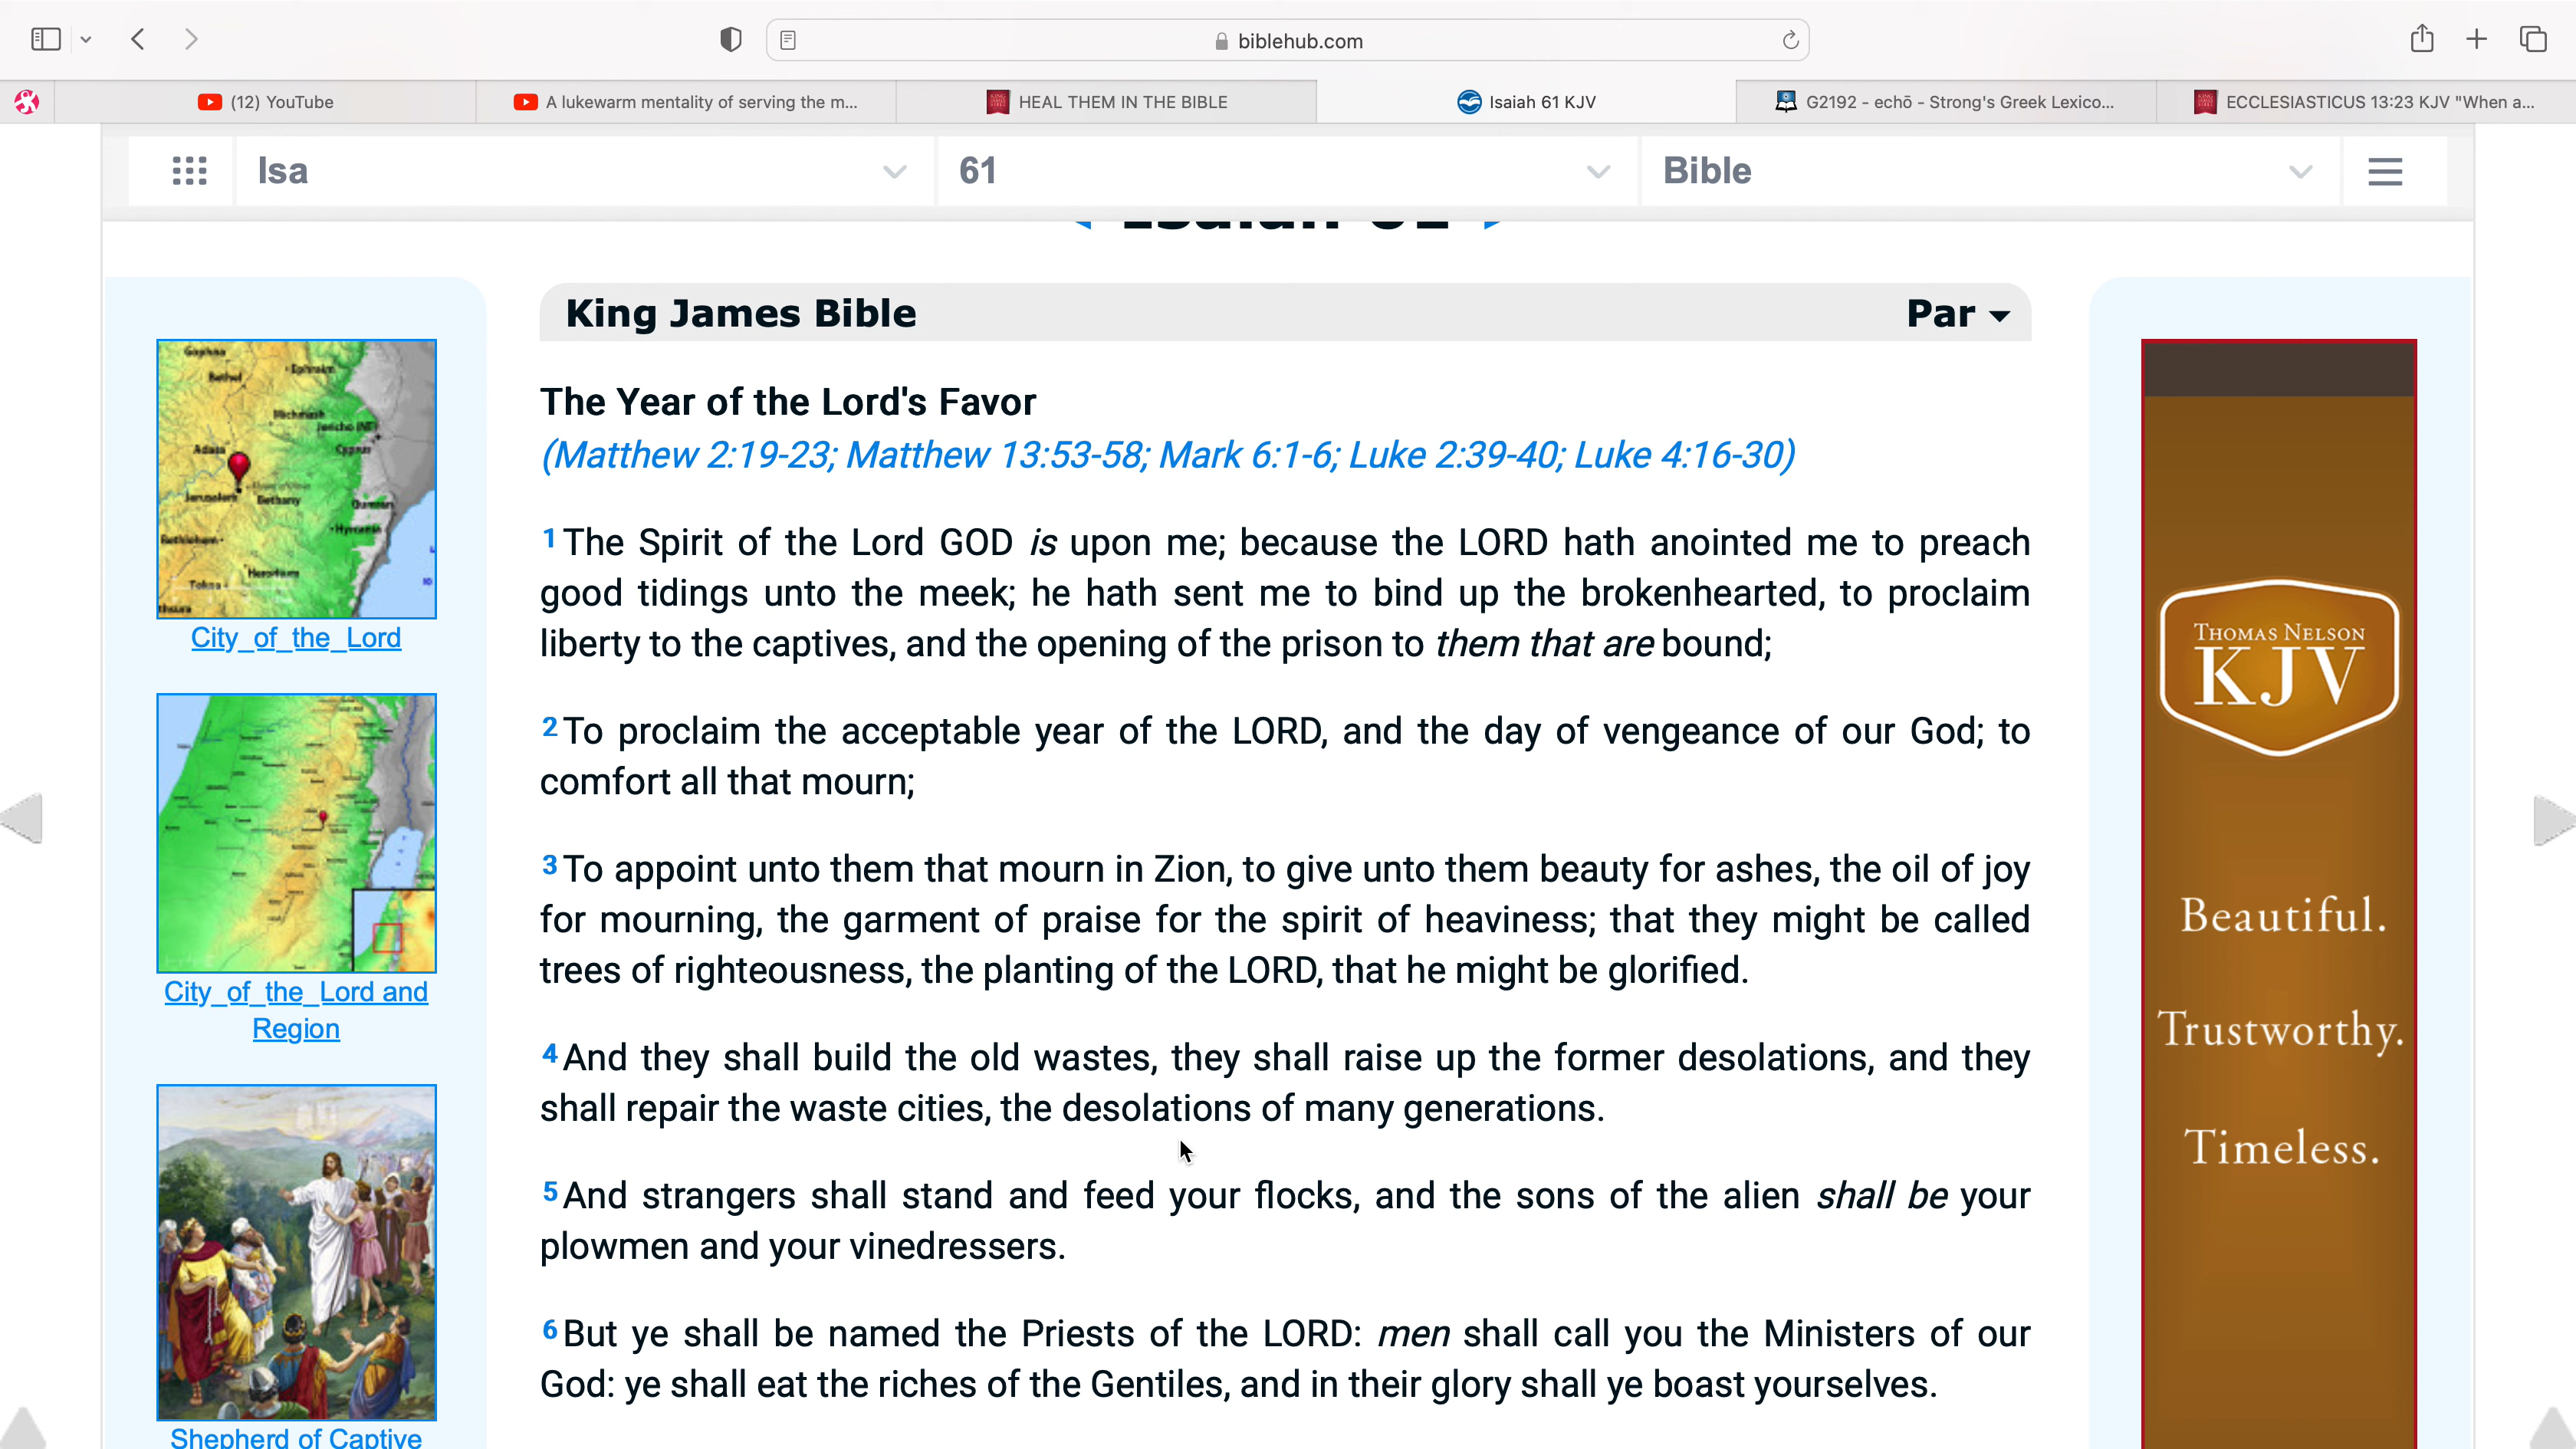 biblehub.com
(12) YouTube
A lukewarm mentality of serving the m...
HEAL THEM IN THE BIBLE
Isaiah 61 KJV
G2192 - echō - Strong's Greek Lexico...
ECCLESIASTICUS 13:23 KJV "When a...
Isa
61
Bible
King James Bible
Par
The Year of the Lord's Favor
(Matthew 2:19-23; Matthew 13:53-58; Mark 6:1-6; Luke 2:39-40; Luke 4:16-30)
1 The Spirit of the Lord GOD is upon me; because the LORD hath anointed me to preach
good tidings unto the meek; he hath sent me to bind up the brokenhearted, to proclaim
liberty to the captives, and the opening of the prison to them that are bound;
2 To proclaim the acceptable year of the LORD, and the day of vengeance of our God; to
comfort all that mourn;
3 To appoint unto them that mourn in Zion, to give unto them beauty for ashes, the oil of joy
for mourning, the garment of praise for the spirit of heaviness; that they might be called
trees of righteousness, the planting of the LORD, that he might be glorified.
4 And they shall build the old wastes, they shall raise up the former desolations, and they
shall repair the waste cities, the desolations of many generations.
5 And strangers shall stand and feed your flocks, and the sons of the alien shall be your
plowmen and your vinedressers.
6 But ye shall be named the Priests of the LORD: men shall call you the Ministers of our
God: ye shall eat the riches of the Gentiles, and in their glory shall ye boast yourselves.
Bethel
Ephraim
Michmash
Adasa
Jerusalem
Bethany
Qumran
Bethlehem
Herodium
Tekoa
City_of_the_Lord
City_of_the_Lord and
Region
Shepherd of Captive
THOMAS NELSON
KJV
Beautiful.
Trustworthy.
Timeless.